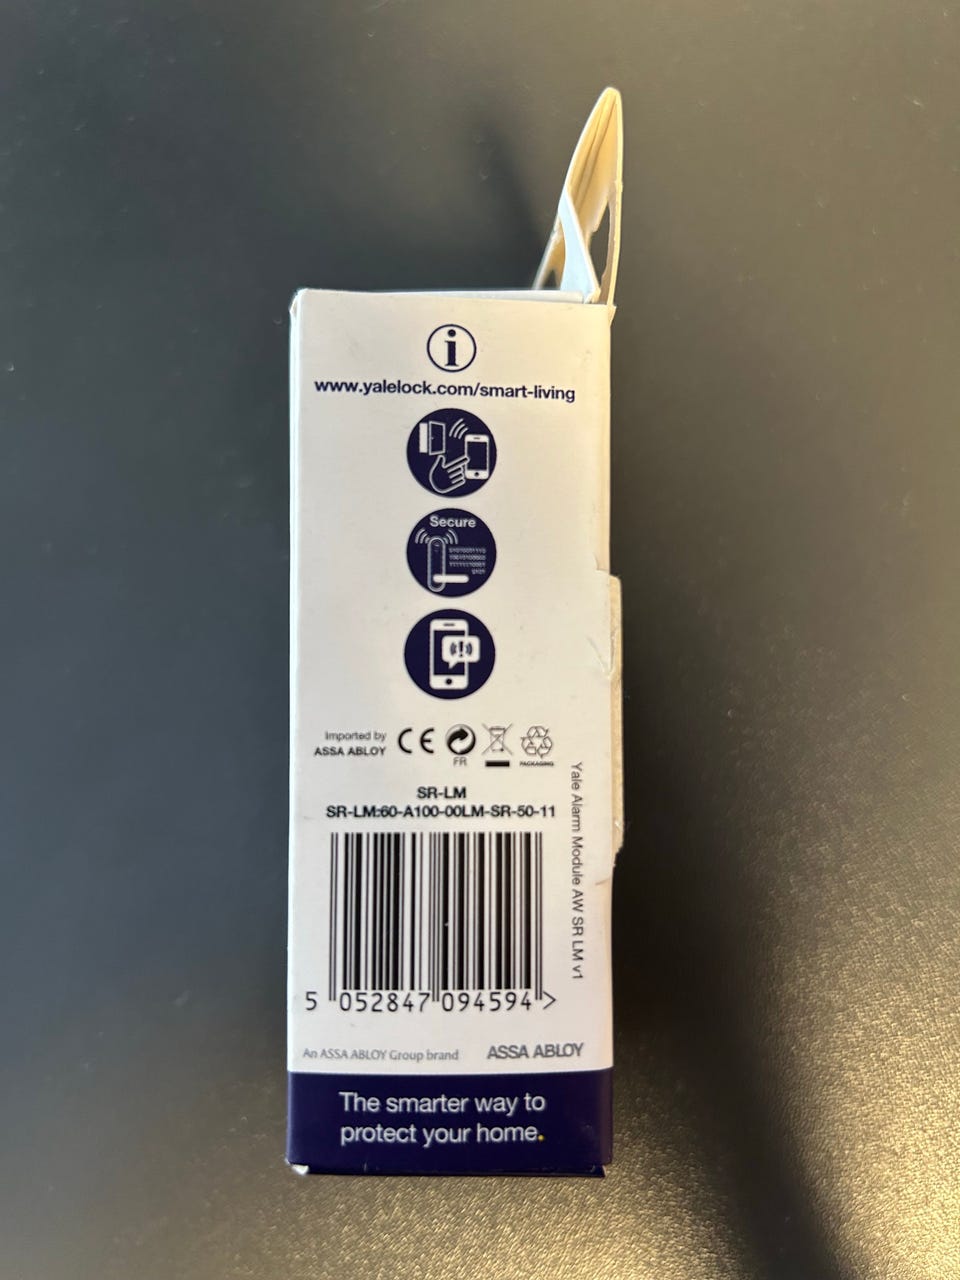 www.yalelock.com/smart-living
Secure
Imported by
ASSA ABLOY
CE
FR
PACKAGING
SR-LM
SR-LM:60-A100-00LM-SR-50-11
Yale Alarm Module AW SR LM v1
5 052847 094594 >
An ASSA ABLOY Group brand
ASSA ABLOY
The smarter way to
protect your home.